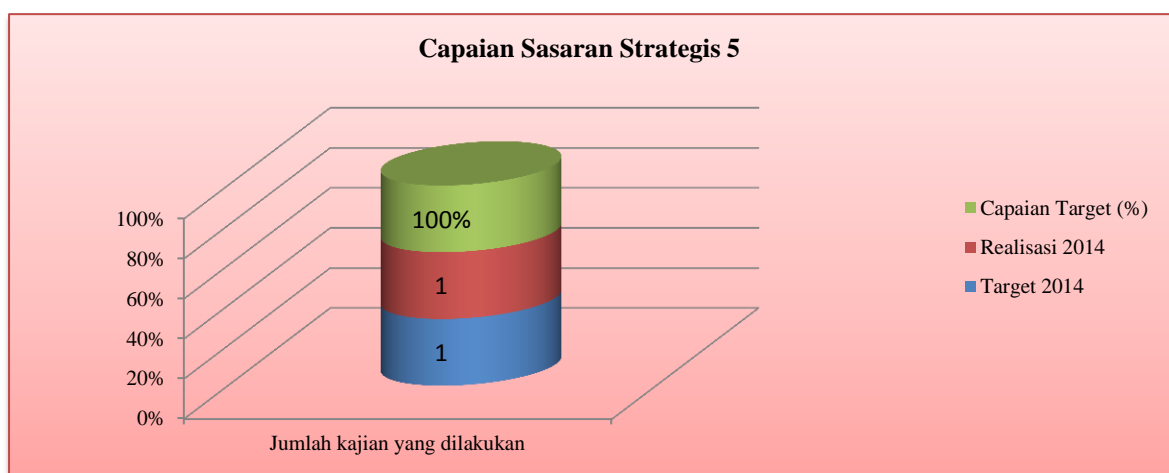 Capaian Sasaran Strategis 5
100%
80%
60%
40%
20%
0%
100%
1
1
Jumlah kajian yang dilakukan
Capaian Target (%)
Realisasi 2014
Target 2014